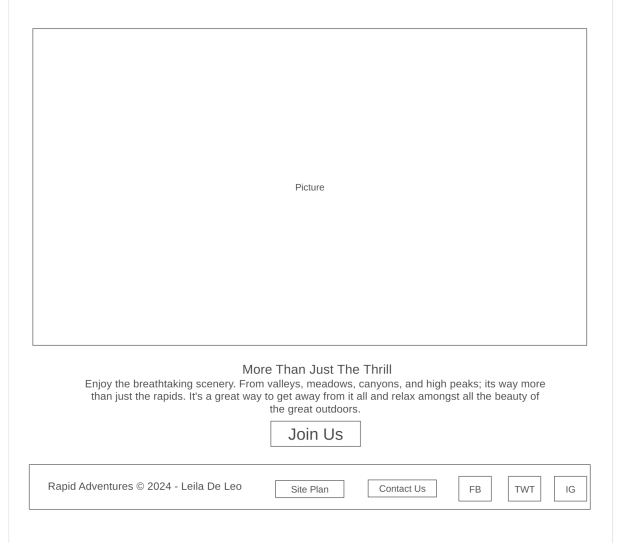 Picture
More Than Just The Thrill
Enjoy the breathtaking scenery. From valleys, meadows, canyons, and high peaks; its way more
than just the rapids. It's a great way to get away from it all and relax amongst all the beauty of
the great outdoors.
Join Us
Rapid Adventures © 2024 - Leila De Leo
Site Plan
Contact Us
FB
TWT
IG